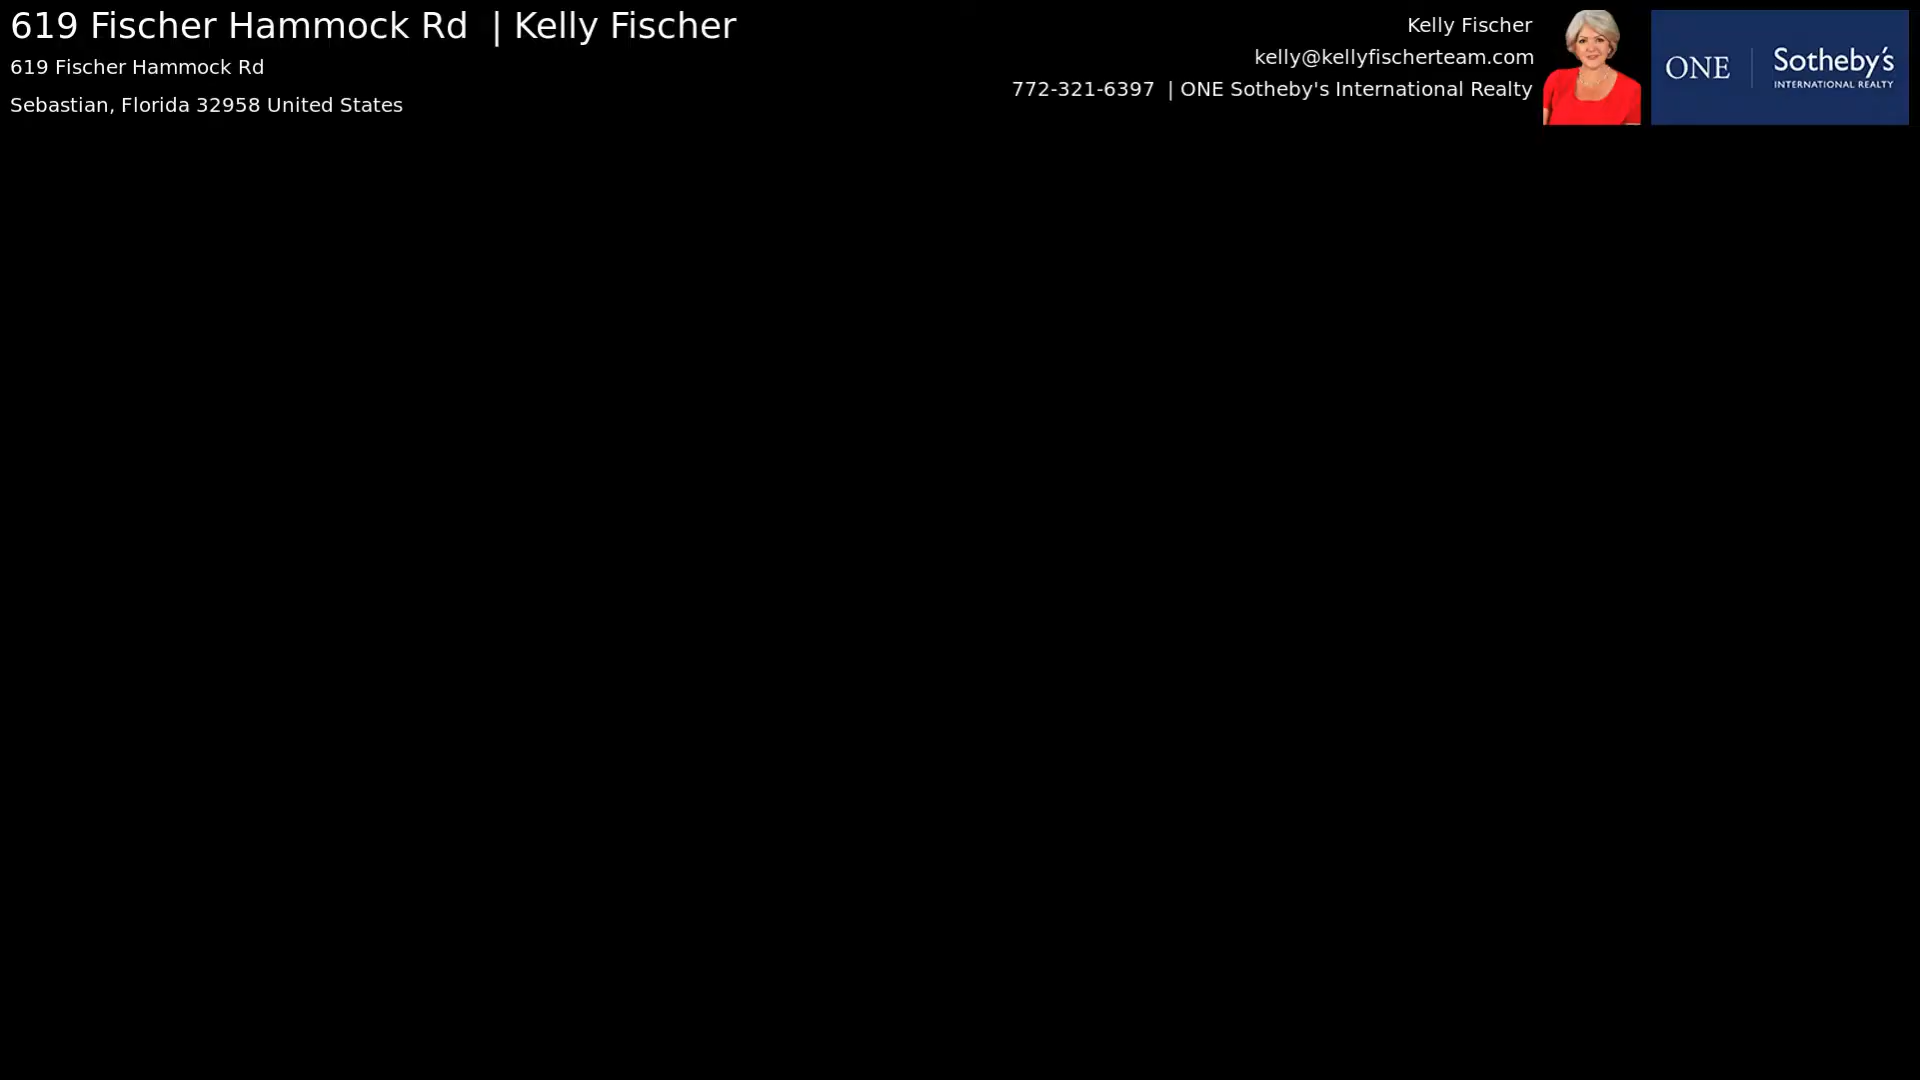 619 Fischer Hammock Rd | Kelly Fischer
619 Fischer Hammock Rd
Sebastian, Florida 32958 United States
Kelly Fischer
kelly@kellyfischerteam.com
772-321-6397 | ONE Sotheby's International Realty
ONE | Sotheby's
INTERNATIONAL REALTY